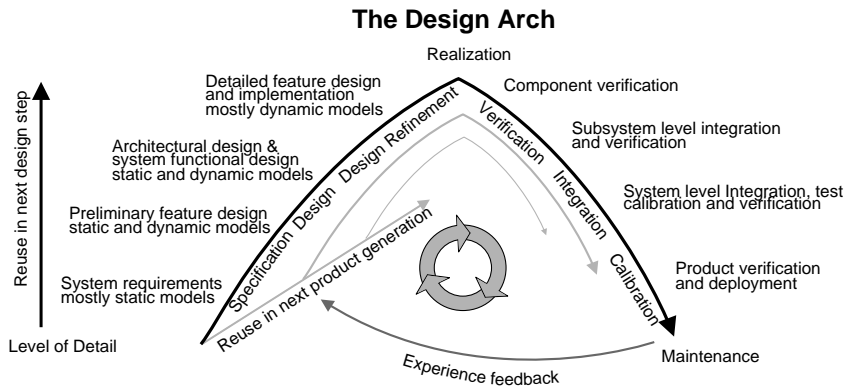 The Design Arch
Realization
Detailed feature design
and implementation
mostly dynamic models
Component verification
Architectural design &
system functional design
static and dynamic models
Subsystem level integration
and verification
Preliminary feature design
static and dynamic models
System level Integration, test
calibration and verification
System requirements
mostly static models
Product verification
and deployment
Reuse in next design step
Level of Detail
Specification Design Design Refinement
Verification Integration Calibration
Reuse in next product generation
Experience feedback
Maintenance